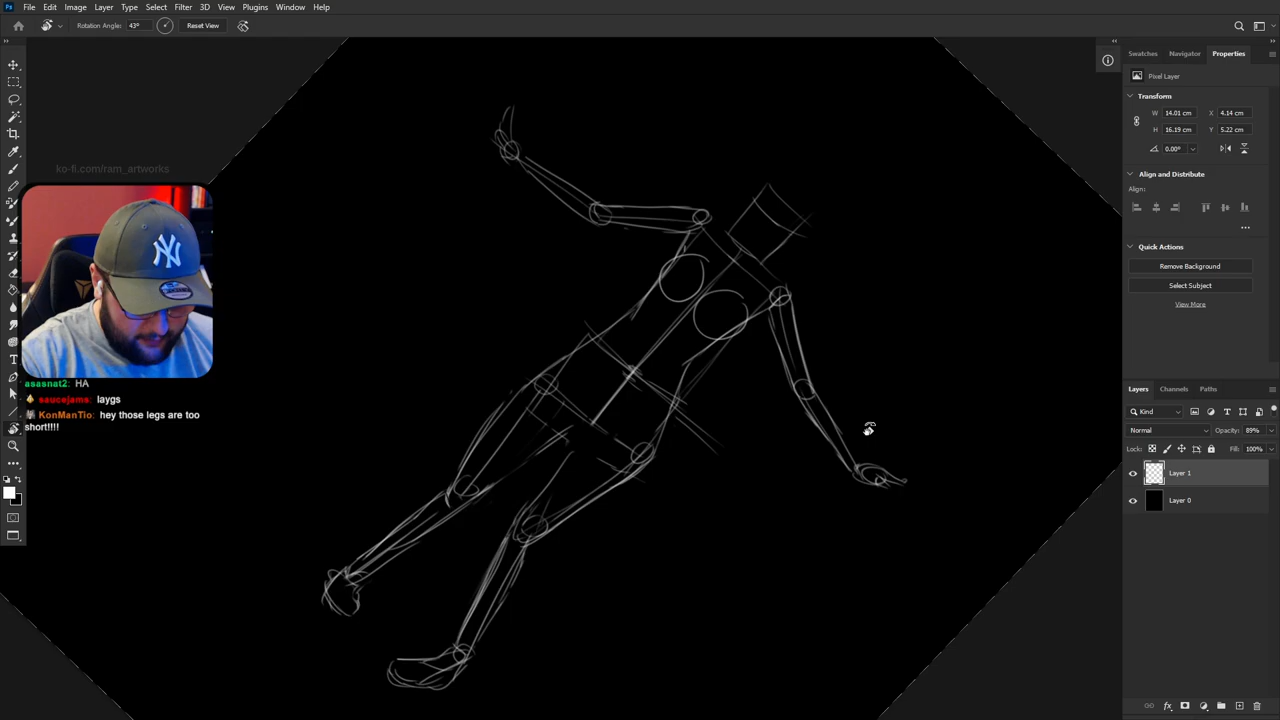 Ps File Edit Image Layer Type Select Filter 3D View Plugins Window Help
Rotation Angle: 43° Reset View
Swatches Navigator Properties
Pixel Layer
Transform
W 14.01 cm X 4.14 cm
H 16.19 cm Y 5.22 cm
0.00°
Align and Distribute
Align:
Quick Actions
Remove Background
Select Subject
View More
Layers Channels Paths
Kind
Normal Opacity: 89%
Lock: Fill: 100%
Layer 1
Layer 0
ko-fi.com/ram_artworks
NY
asasnat2: HA
saucejams: laygs
KonManTio: hey those legs are too
short!!!!